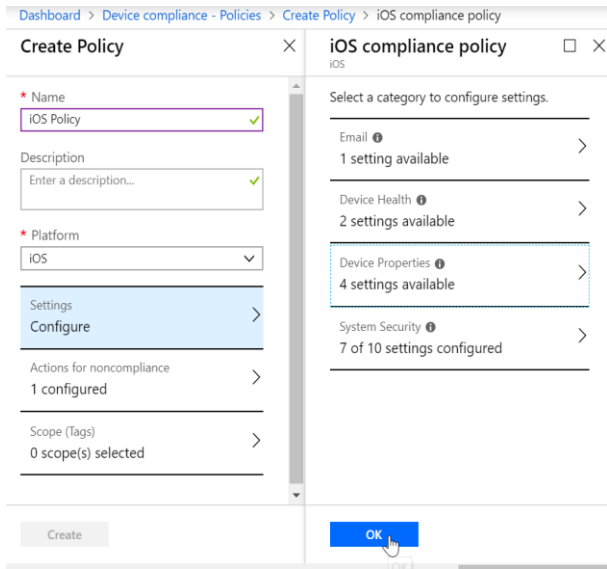 Dashboard > Device compliance - Policies > Create Policy > iOS compliance policy
Create Policy
* Name
iOS Policy
Description
Enter a description...
* Platform
iOS
Settings
Configure
Actions for noncompliance
1 configured
Scope (Tags)
0 scope(s) selected
Create
iOS compliance policy
iOS
Select a category to configure settings.
Email
1 setting available
Device Health
2 settings available
Device Properties
4 settings available
System Security
7 of 10 settings configured
OK
OK